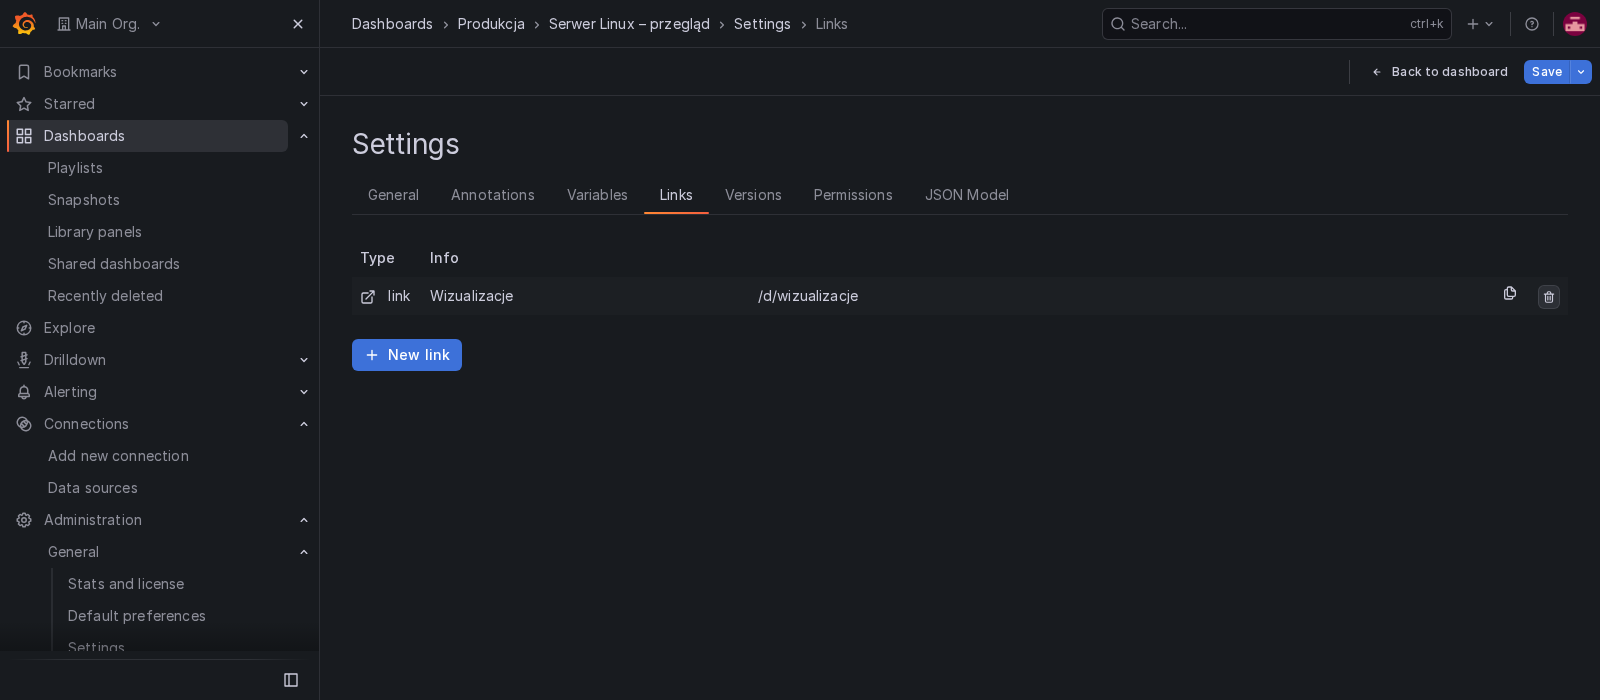 Main Org.
Dashboards > Produkcja > Serwer Linux – przegląd > Settings > Links
Search...
ctrl+k
Bookmarks
Starred
Dashboards
Playlists
Snapshots
Library panels
Shared dashboards
Recently deleted
Explore
Drilldown
Alerting
Connections
Add new connection
Data sources
Administration
General
Stats and license
Default preferences
Settings
Back to dashboard
Save
Settings
General Annotations Variables Links Versions Permissions JSON Model
Type Info
link Wizualizacje /d/wizualizacje
New link